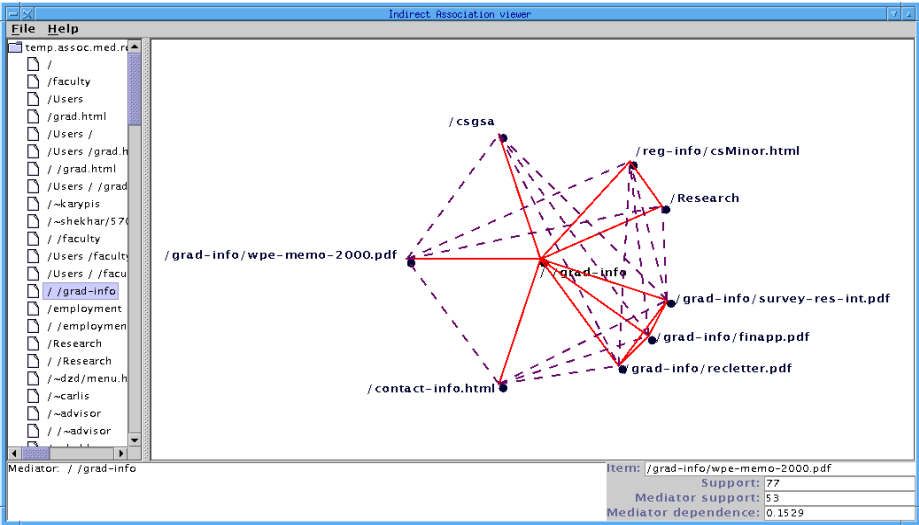 Indirect Association viewer
File Help
temp.assoc.med.re
/
/faculty
/Users
/grad.html
/Users /
/Users /grad.h
/ /grad.html
/Users / /grad
/~karypis
/~shekhar/570
/ /faculty
/Users /faculty
/Users / /facu
/ /grad-info
/employment
/ /employmen
/Research
/ /Research
/~dzd/menu.h
/~carlis
/~advisor
/ /~advisor
/csgsa
/reg-info/csMinor.html
/Research
/grad-info/wpe-memo-2000.pdf
/ /grad-info
/grad-info/survey-res-int.pdf
/grad-info/finapp.pdf
/grad-info/recletter.pdf
/contact-info.html
Mediator: / /grad-info
Item: /grad-info/wpe-memo-2000.pdf
Support: 77
Mediator support: 53
Mediator dependence: 0.1529